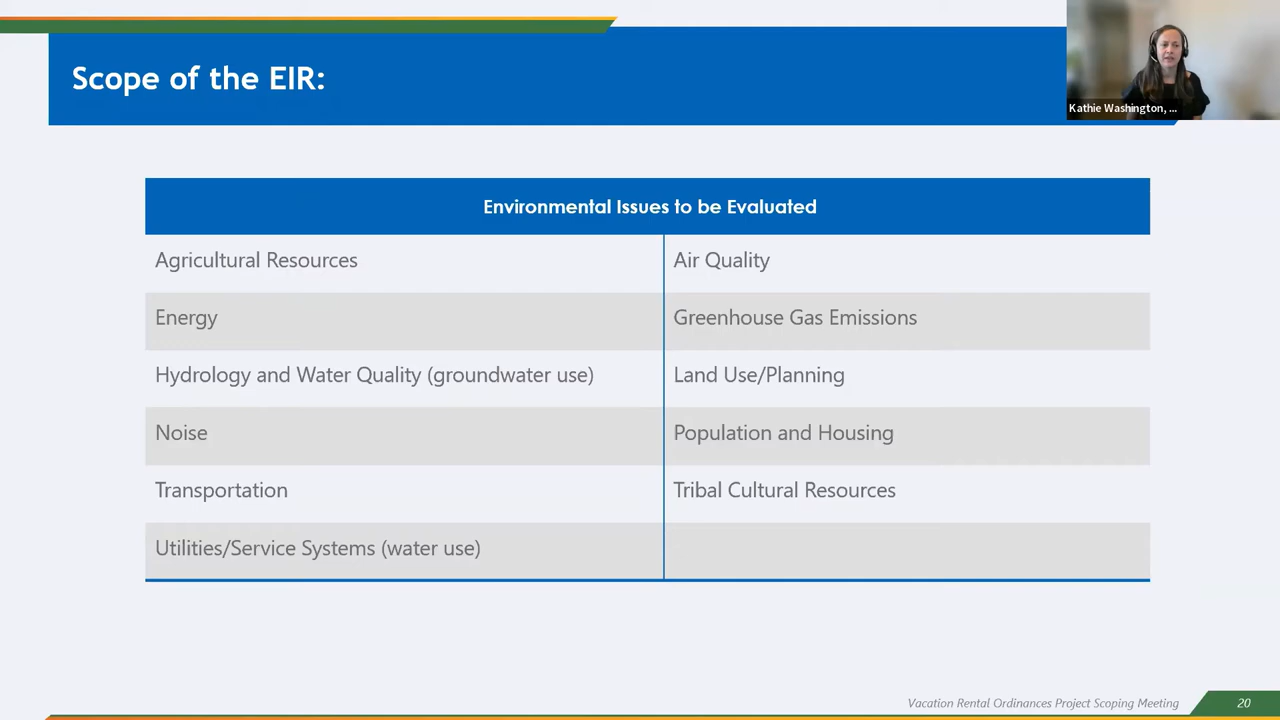 Scope of the EIR:
Kathie Washington, ...
Environmental Issues to be Evaluated
Agricultural Resources
Air Quality
Energy
Greenhouse Gas Emissions
Hydrology and Water Quality (groundwater use)
Land Use/Planning
Noise
Population and Housing
Transportation
Tribal Cultural Resources
Utilities/Service Systems (water use)
Vacation Rental Ordinances Project Scoping Meeting
20